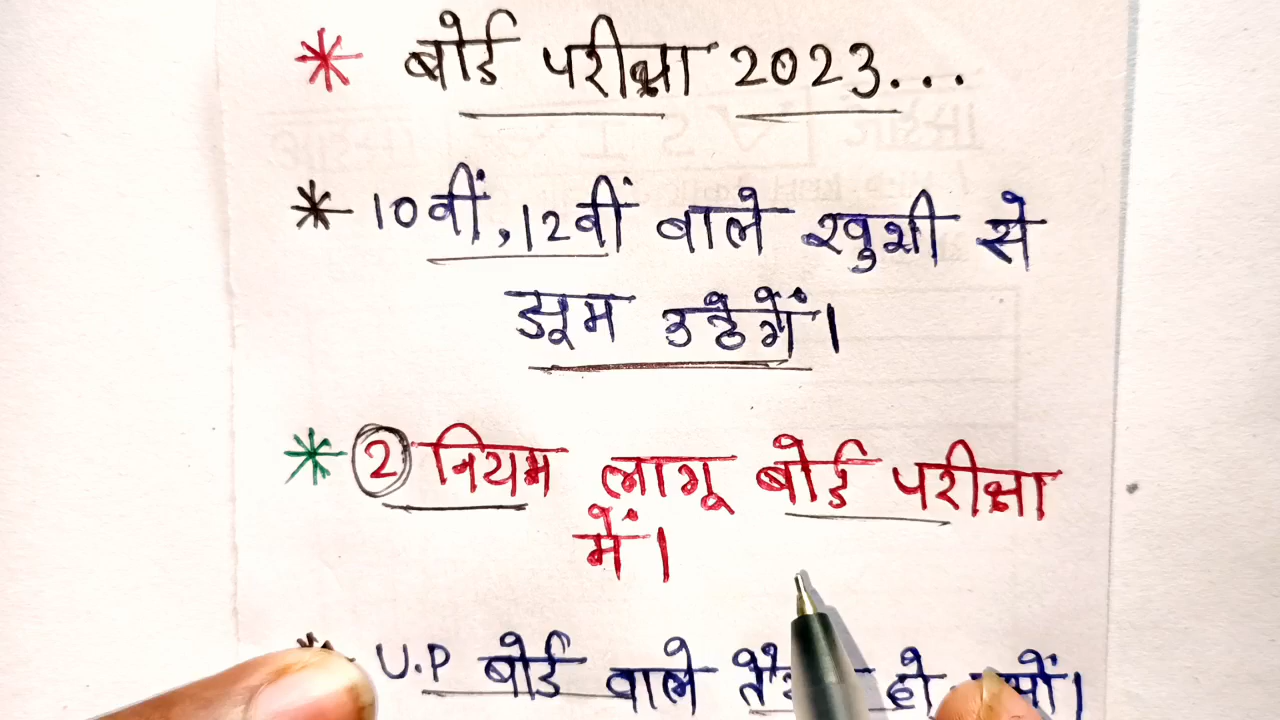 * बोर्ड परीक्षा 2023...
* 10वीं,12वीं वाले खुशी से
झूम उठेगें।
* 2 नियम लागू बोर्ड परीक्षा
में।
* U.P बोर्ड वाले हो